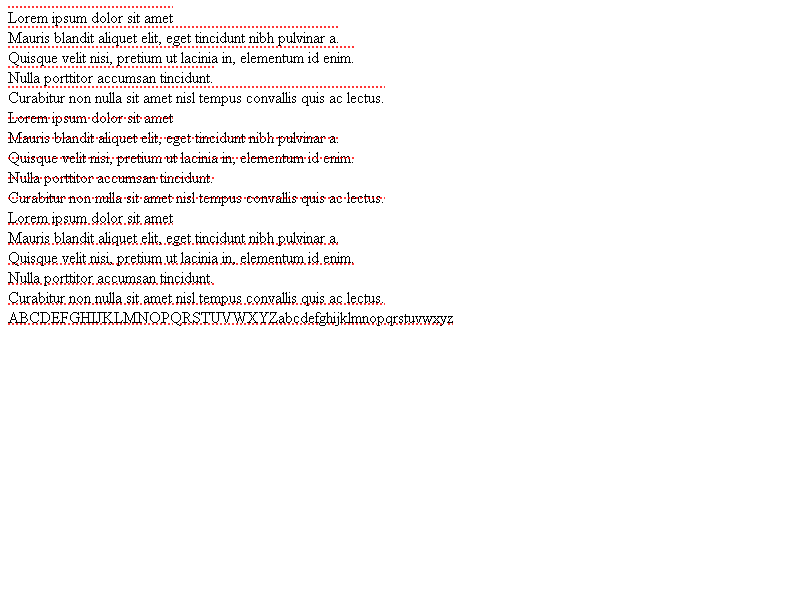 Lorem ipsum dolor sit amet
Mauris blandit aliquet elit, eget tincidunt nibh pulvinar a.
Quisque velit nisi, pretium ut lacinia in, elementum id enim.
Nulla porttitor accumsan tincidunt.
Curabitur non nulla sit amet nisl tempus convallis quis ac lectus.
Lorem ipsum dolor sit amet
Mauris blandit aliquet elit, eget tincidunt nibh pulvinar a.
Quisque velit nisi, pretium ut lacinia in, elementum id enim.
Nulla porttitor accumsan tincidunt.
Curabitur non nulla sit amet nisl tempus convallis quis ac lectus.
Lorem ipsum dolor sit amet
Mauris blandit aliquet elit, eget tincidunt nibh pulvinar a.
Quisque velit nisi, pretium ut lacinia in, elementum id enim.
Nulla porttitor accumsan tincidunt.
Curabitur non nulla sit amet nisl tempus convallis quis ac lectus.
ABCDEFGHIJKLMNOPQRSTUVWXYZabcdefghijklmnopqrstuvwxyz